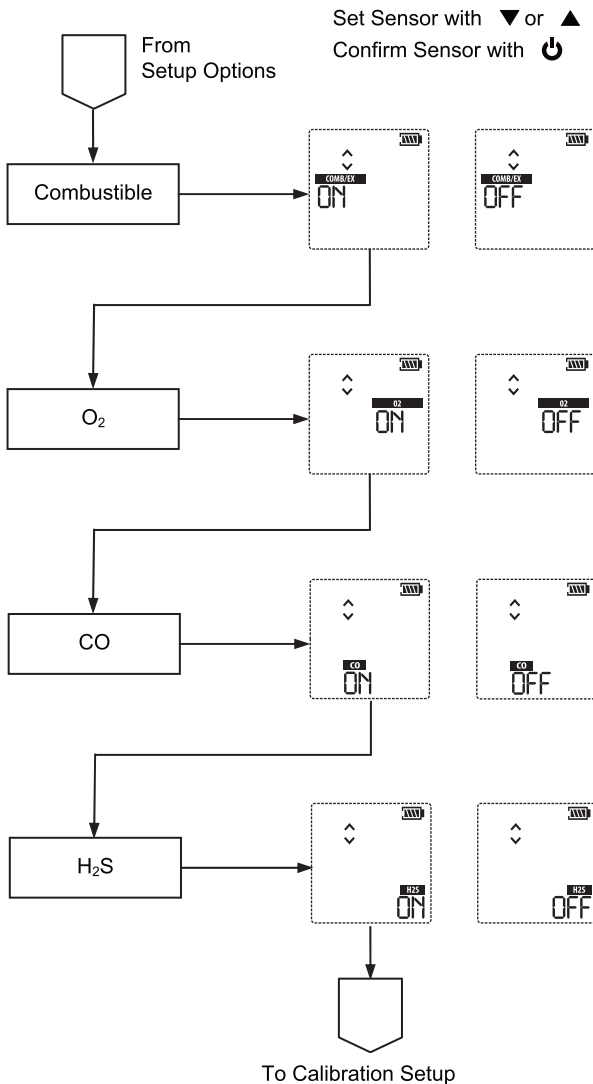 Set Sensor with ▼ or ▲
Confirm Sensor with ⏻
From
Setup Options
Combustible
COMB/EX
ON
COMB/EX
OFF
O₂
O2
ON
O2
OFF
CO
CO
ON
CO
OFF
H₂S
H2S
ON
H2S
OFF
To Calibration Setup